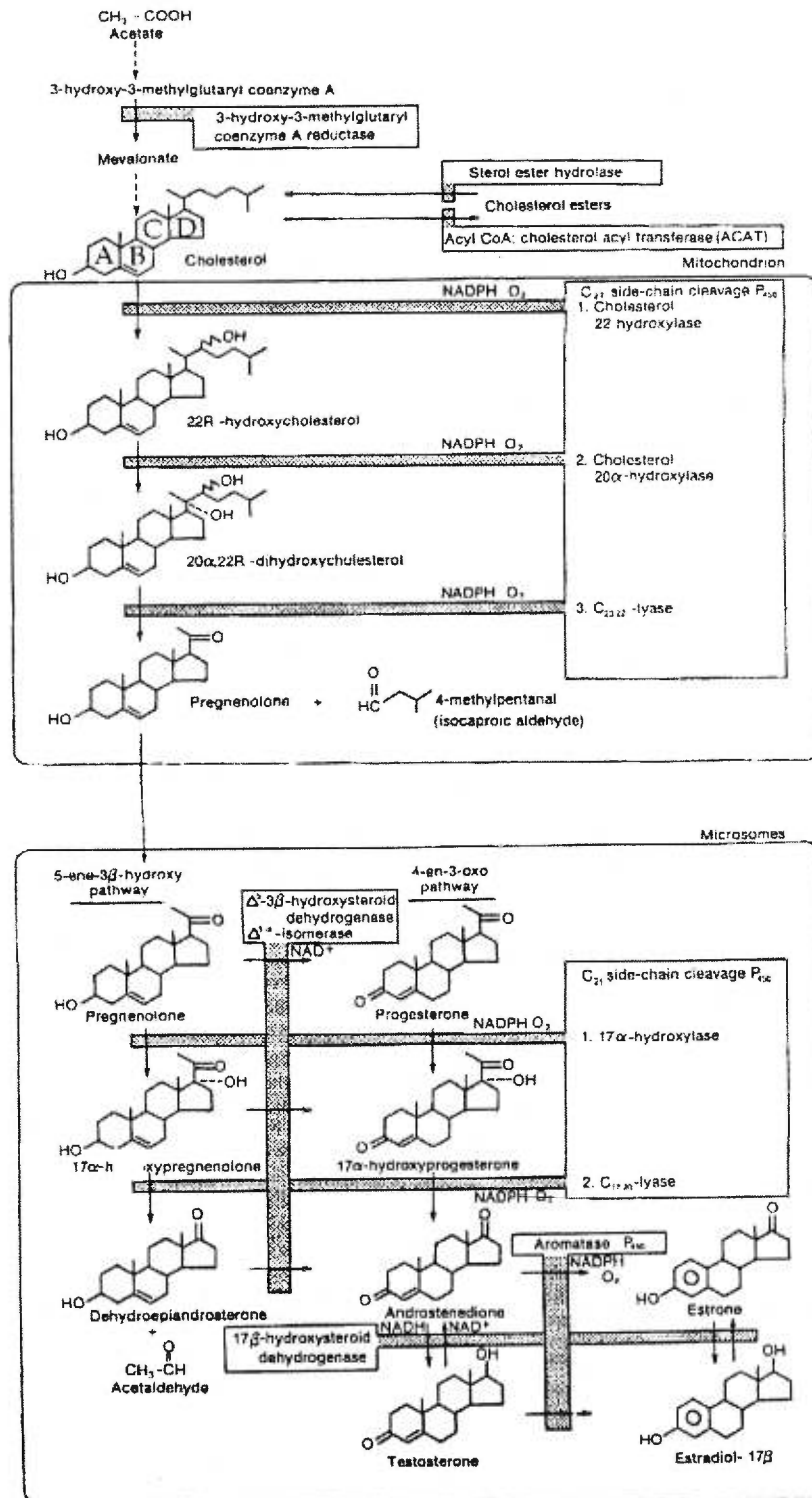 CH₃ - COOH
Acetate
3-hydroxy-3-methylglutaryl coenzyme A
3-hydroxy-3-methylglutaryl
coenzyme A reductase
Mevalonate
Sterol ester hydrolase
Cholesterol esters
Acyl CoA: cholesterol acyl transferase (ACAT)
A B C D
HO
Cholesterol
Mitochondrion
NADPH O₂
C₂₇ side-chain cleavage P₄₅₀
1. Cholesterol
22 hydroxylase
OH
HO
22R -hydroxycholesterol
NADPH O₂
2. Cholesterol
20α-hydroxylase
OH
OH
HO
20α,22R -dihydroxycholesterol
NADPH O₂
3. C₂₀,₂₂ -lyase
O
HO
Pregnenolone
+
O
HC
4-methylpentanal
(isocaproic aldehyde)
Microsomes
5-ene-3β-hydroxy
pathway
4-en-3-oxo
pathway
-3β-hydroxysteroid
dehydrogenase
-isomerase
NAD⁺
O
HO
Pregnenolone
O
O
Progesterone
C₂₁ side-chain cleavage P₄₅₀
NADPH O₂
1. 17α-hydroxylase
O
OH
HO
17α-h xypregnenolone
O
OH
O
17α-hydroxyprogesterone
NADPH O₂
2. C₁₇,₂₀-lyase
O
HO
Dehydroepiandrosterone
+
O
CH₃-CH
Acetaldehyde
O
O
Androstenedione
Aromatase P₄₅₀
NADPH
O₂
O
HO
Estrone
17β-hydroxysteroid
dehydrogenase
NADH NAD⁺
OH
O
Testosterone
OH
HO
Estradiol- 17β